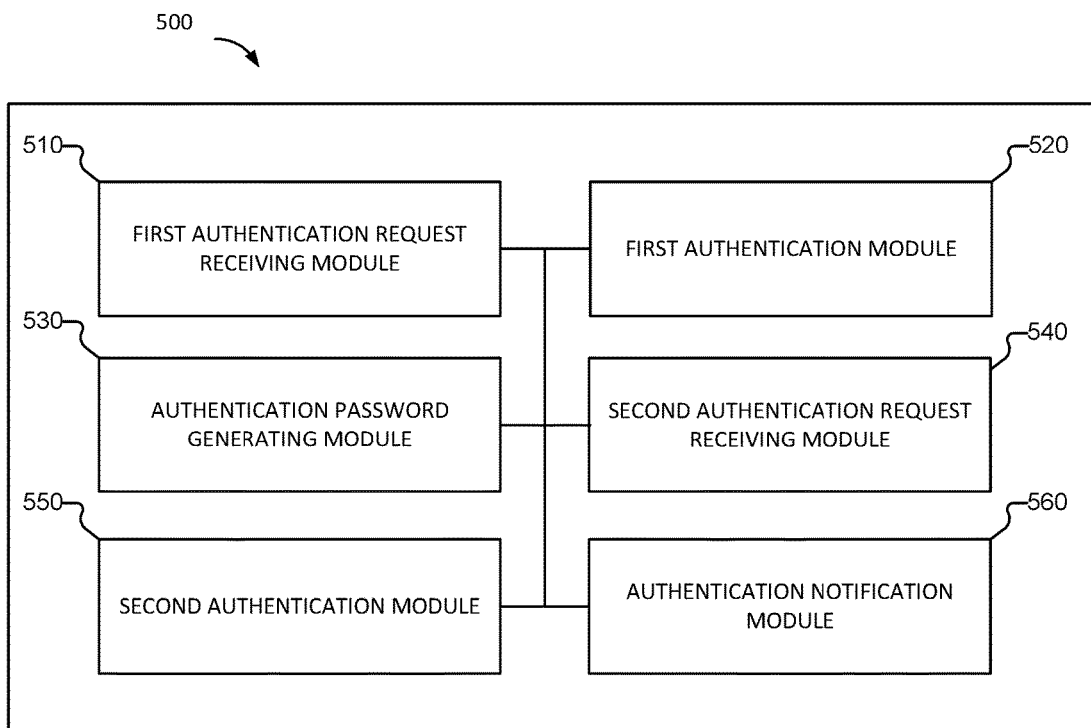 500
510
520
FIRST AUTHENTICATION REQUEST
RECEIVING MODULE
FIRST AUTHENTICATION MODULE
530
540
AUTHENTICATION PASSWORD
GENERATING MODULE
SECOND AUTHENTICATION REQUEST
RECEIVING MODULE
550
560
SECOND AUTHENTICATION MODULE
AUTHENTICATION NOTIFICATION
MODULE